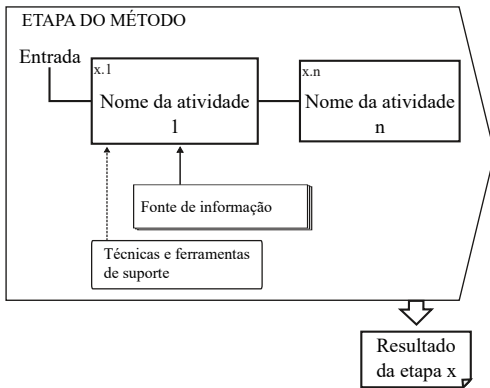 ETAPA DO MÉTODO
Entrada
x.1
Nome da atividade
1
x.n
Nome da atividade
n
Fonte de informação
Técnicas e ferramentas
de suporte
Resultado
da etapa x